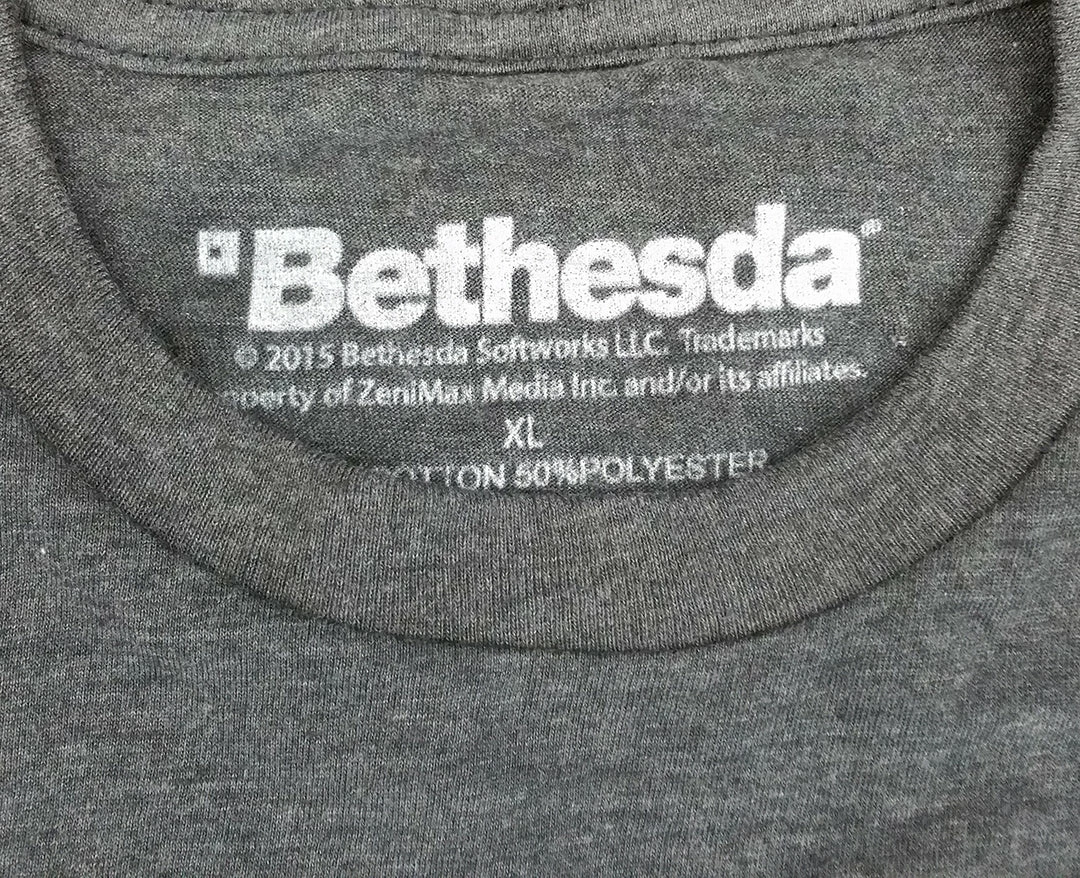 Bethesda®
© 2015 Bethesda Softworks LLC. Trademarks
of ZeniMax Media Inc. and/or its affiliates.
XL
50%POLYESTER